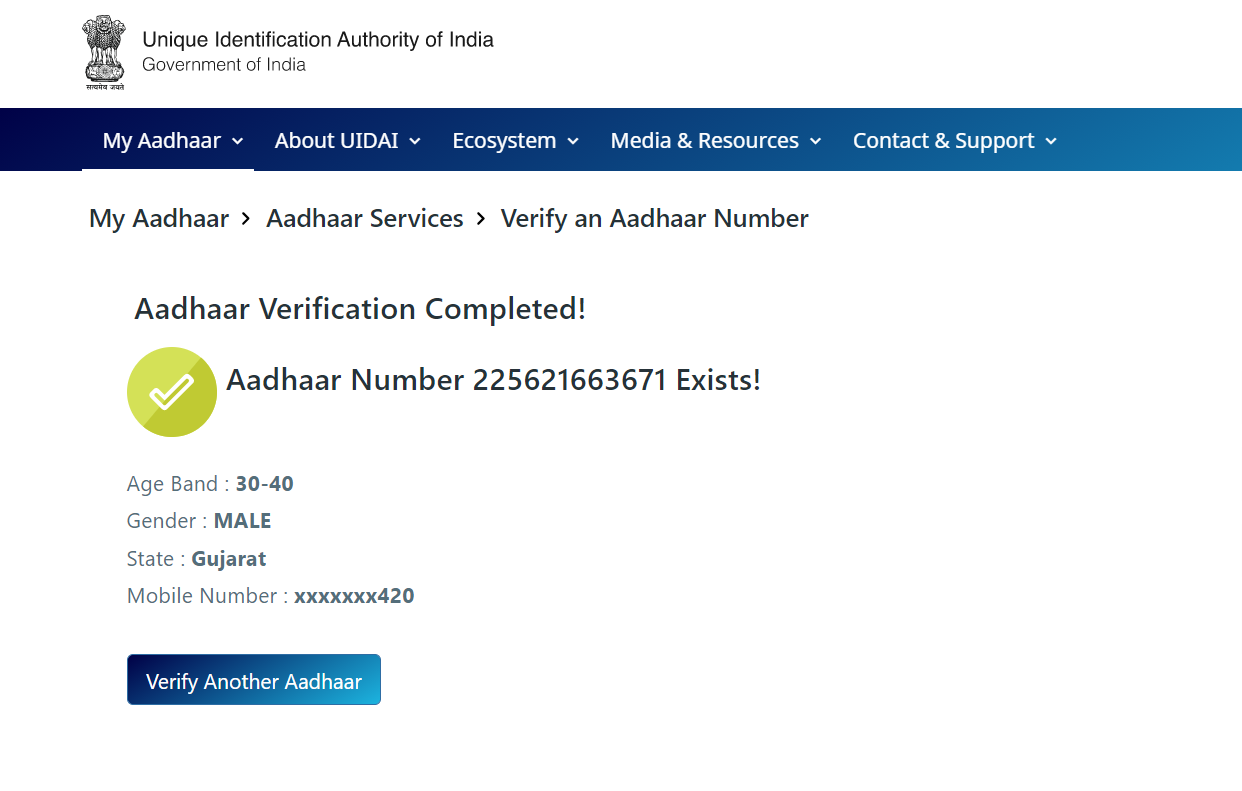 Unique Identification Authority of India
Government of India
सत्यमेव जयते
My Aadhaar About UIDAI Ecosystem Media & Resources Contact & Support
My Aadhaar > Aadhaar Services > Verify an Aadhaar Number
Aadhaar Verification Completed!
Aadhaar Number 225621663671 Exists!
Age Band : 30-40
Gender : MALE
State : Gujarat
Mobile Number : xxxxxxx420
Verify Another Aadhaar